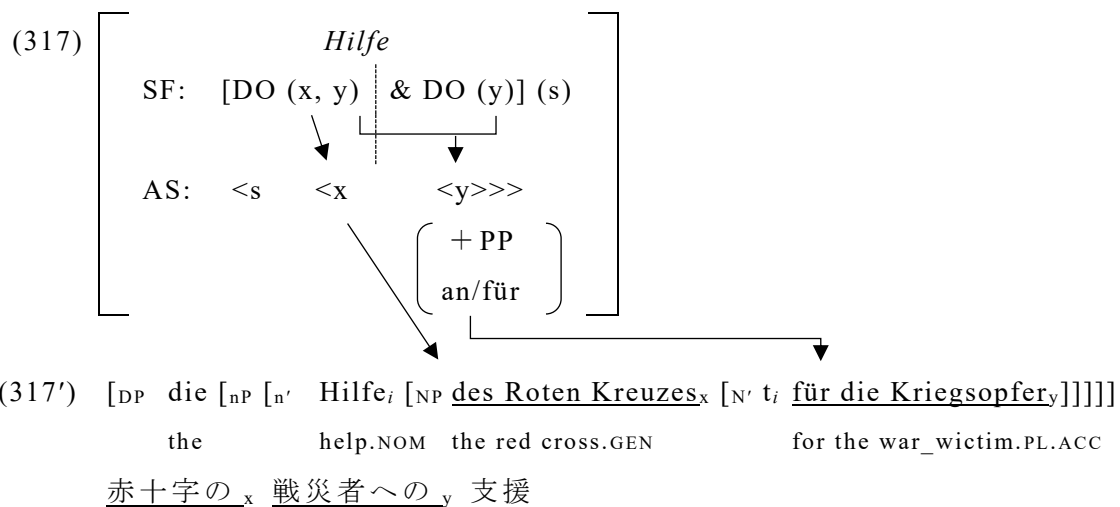 (317) Hilfe
SF: [DO (x, y) & DO (y)] (s)
AS: <s <x <y>>>
+ PP
an/für
(317′) [DP die [nP [n′ Hilfei [NP des Roten Kreuzesx [N′ ti für die Kriegsopfery]]]]]
the help.NOM the red cross.GEN for the war_wictim.PL.ACC
赤十字の x 戦災者への y 支援